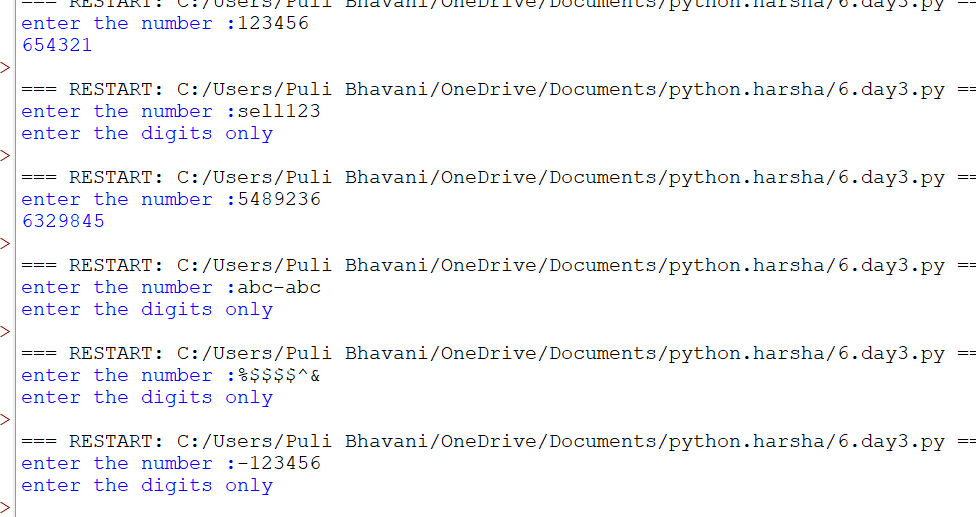 === RESTART: C:/Users/Puli Bhavani/OneDrive/Documents/python.harsha/6.day3.py ==
enter the number :123456
654321
>
=== RESTART: C:/Users/Puli Bhavani/OneDrive/Documents/python.harsha/6.day3.py ==
enter the number :sell123
enter the digits only
>
=== RESTART: C:/Users/Puli Bhavani/OneDrive/Documents/python.harsha/6.day3.py ==
enter the number :5489236
6329845
>
=== RESTART: C:/Users/Puli Bhavani/OneDrive/Documents/python.harsha/6.day3.py ==
enter the number :abc-abc
enter the digits only
>
=== RESTART: C:/Users/Puli Bhavani/OneDrive/Documents/python.harsha/6.day3.py ==
enter the number :%$$$$^&
enter the digits only
>
=== RESTART: C:/Users/Puli Bhavani/OneDrive/Documents/python.harsha/6.day3.py ==
enter the number :-123456
enter the digits only
>